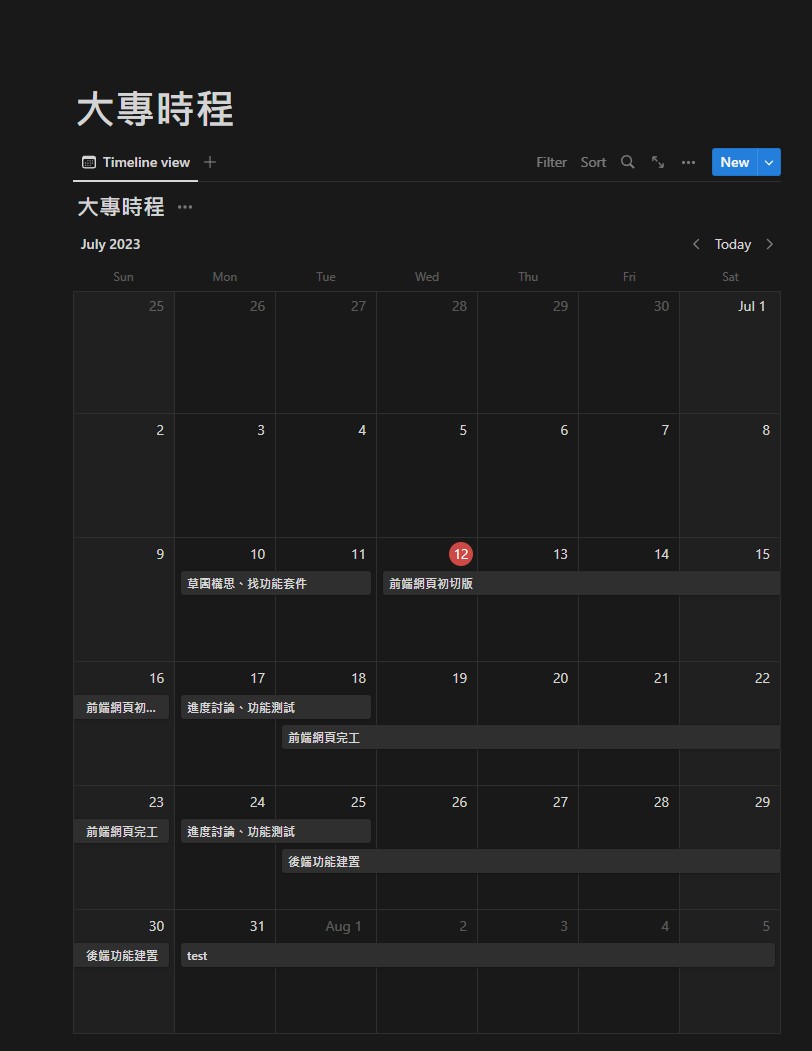 大專時程
Timeline view
Filter Sort New
大專時程
July 2023 Today
Sun Mon Tue Wed Thu Fri Sat
25 26 27 28 29 30 Jul 1
2 3 4 5 6 7 8
9 10 11 12 13 14 15
草圖構思、找功能套件 前端網頁初切版
16 17 18 19 20 21 22
前端網頁初... 進度討論、功能測試
前端網頁完工
23 24 25 26 27 28 29
前端網頁完工 進度討論、功能測試
後端功能建置
30 31 Aug 1 2 3 4 5
後端功能建置 test